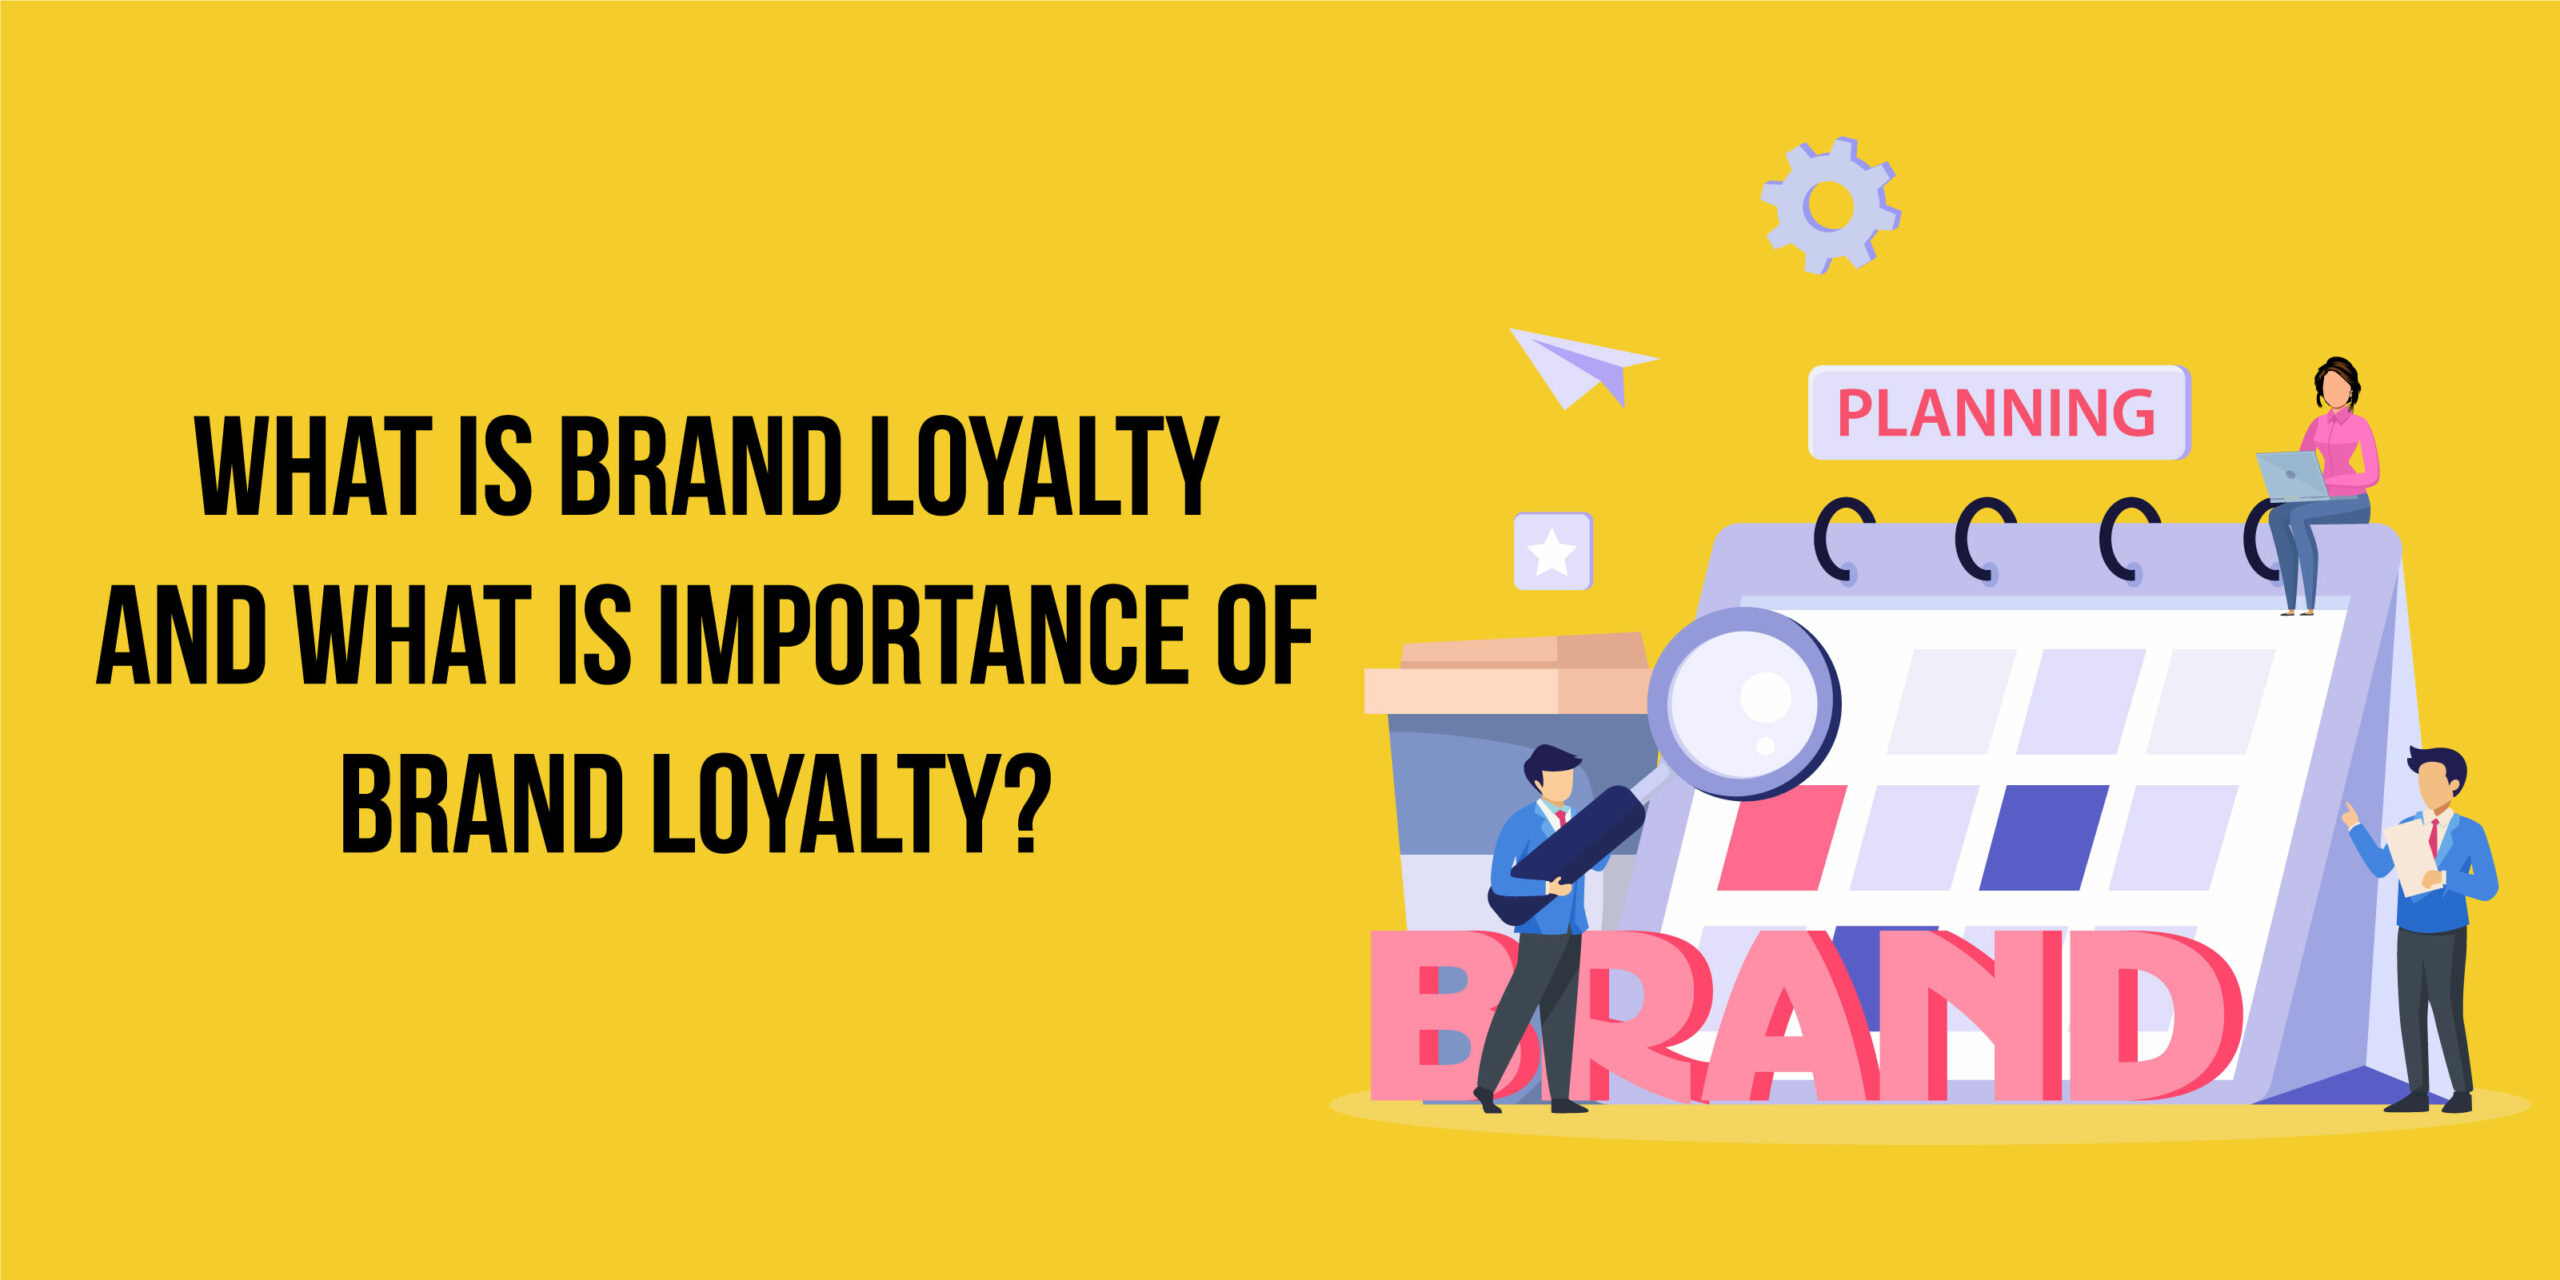 WHAT IS BRAND LOYALTY
AND WHAT IS IMPORTANCE OF
BRAND LOYALTY?
PLANNING
BRAND